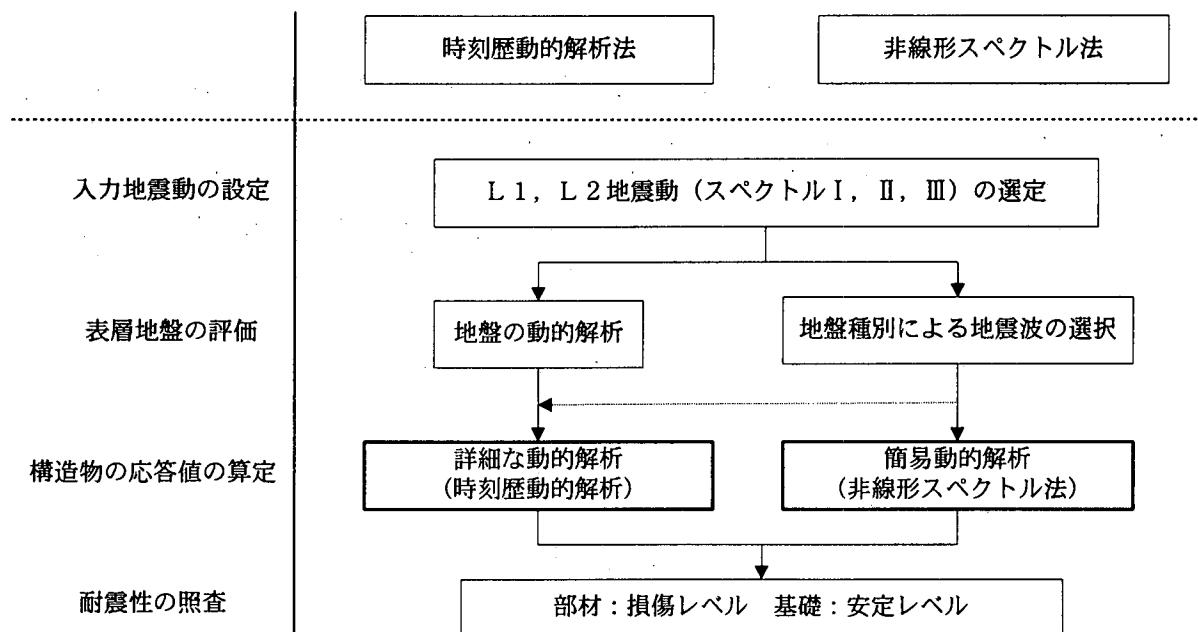 時刻歴動的解析法
非線形スペクトル法
入力地震動の設定
L1,L2地震動(スペクトルⅠ,Ⅱ,Ⅲ)の選定
表層地盤の評価
地盤の動的解析
地盤種別による地震波の選択
構造物の応答値の算定
詳細な動的解析
(時刻歴動的解析)
簡易動的解析
(非線形スペクトル法)
耐震性の照査
部材:損傷レベル 基礎:安定レベル